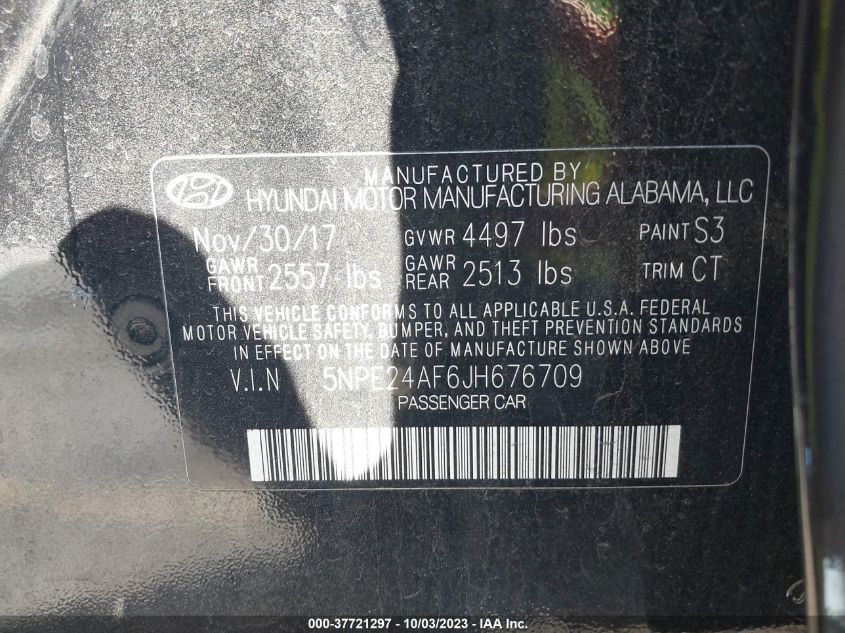 MANUFACTURED BY
HYUNDAI MOTOR MANUFACTURING ALABAMA, LLC
Nov/30/17 GVWR 4497 lbs PAINT S3
GAWR FRONT 2557 lbs GAWR REAR 2513 lbs TRIM CT
THIS VEHICLE CONFORMS TO ALL APPLICABLE U.S.A. FEDERAL
MOTOR VEHICLE SAFETY, BUMPER, AND THEFT PREVENTION STANDARDS
IN EFFECT ON THE DATE OF MANUFACTURE SHOWN ABOVE
V.I.N 5NPE24AF6JH676709
PASSENGER CAR
000-37721297 - 10/03/2023 - IAA Inc.